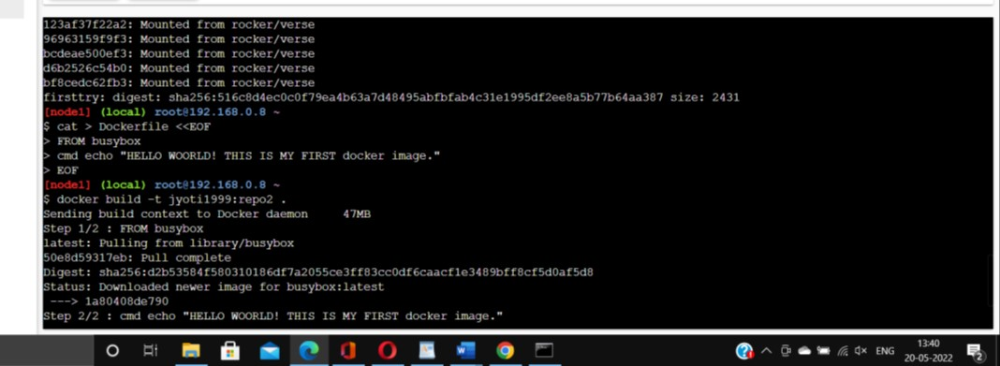 123af37f22a2: Mounted from rocker/verse
96963159f9f3: Mounted from rocker/verse
bcdeae500ef3: Mounted from rocker/verse
d6b2526c54b0: Mounted from rocker/verse
bf8cedc62fb3: Mounted from rocker/verse
firsttry: digest: sha256:516c8d4ec0c0f79ea4b63a7d48495abfbfab4c31e1995df2ee8a5b77b64aa387 size: 2431
[node1] (local) root@192.168.0.8 ~
$ cat > Dockerfile <<EOF
> FROM busybox
> cmd echo "HELLO WOORLD! THIS IS MY FIRST docker image."
> EOF
[node1] (local) root@192.168.0.8 ~
$ docker build -t jyoti1999:repo2 .
Sending build context to Docker daemon     47MB
Step 1/2 : FROM busybox
latest: Pulling from library/busybox
50e8d59317eb: Pull complete
Digest: sha256:d2b53584f580310186df7a2055ce3ff83cc0df6caacf1e3489bff8cf5d0af5d8
Status: Downloaded newer image for busybox:latest
 ---> 1a80408de790
Step 2/2 : cmd echo "HELLO WOORLD! THIS IS MY FIRST docker image."
ENG
13:40
20-05-2022
2